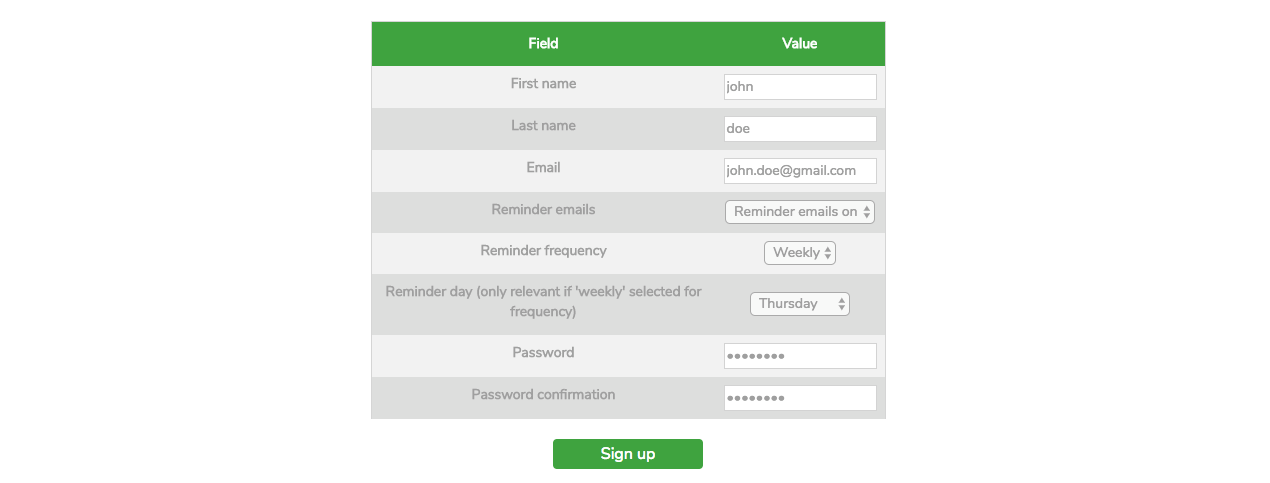 Field Value
First name john
Last name doe
Email john.doe@gmail.com
Reminder emails Reminder emails on
Reminder frequency Weekly
Reminder day (only relevant if 'weekly' selected for
frequency) Thursday
Password ••••••••
Password confirmation ••••••••
Sign up